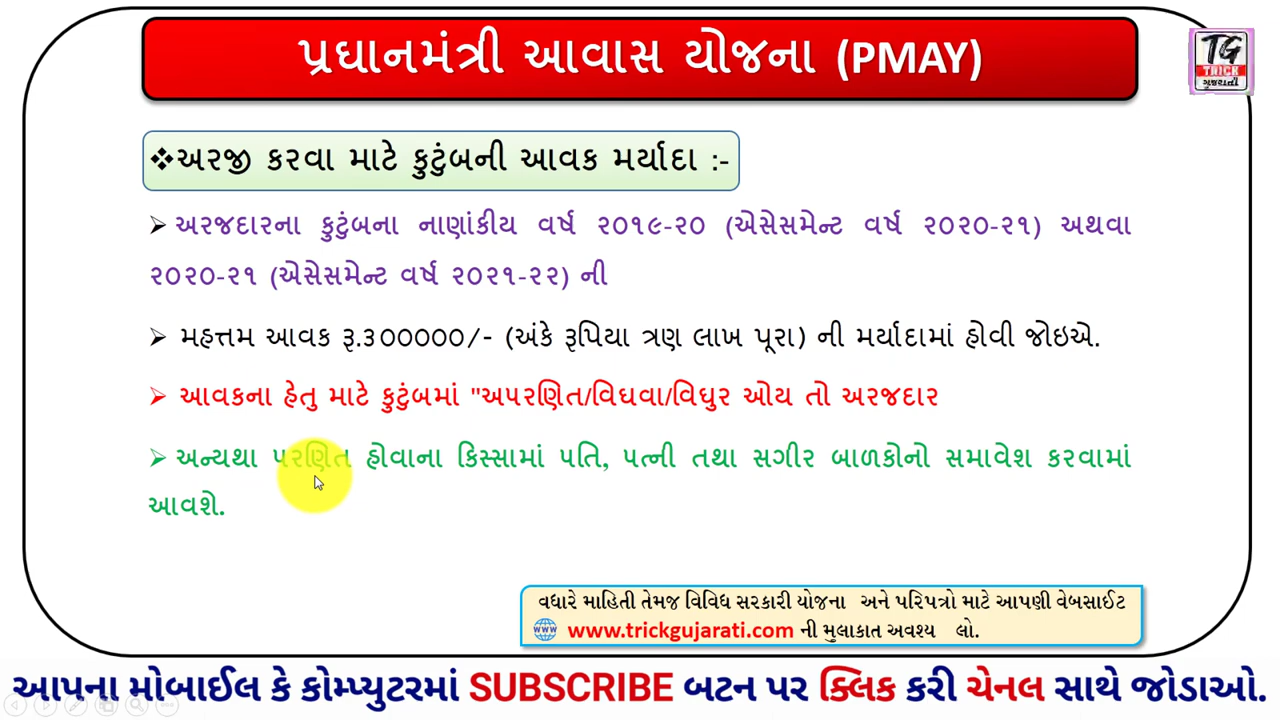 પ્રધાનમંત્રી આવાસ યોજના (PMAY)
TG
TRICK
ગુજરાતી
❖અરજી કરવા માટે કુટુંબની આવક મર્યાદા :-
➢ અરજદારના કુટુંબના નાણાંકીય વર્ષ ૨૦૧૯-૨૦ (એસેસમેન્ટ વર્ષ ૨૦૨૦-૨૧) અથવા
૨૦૨૦-૨૧ (એસેસમેન્ટ વર્ષ ૨૦૨૧-૨૨) ની
➢ મહત્તમ આવક રૂ.૩૦૦૦૦૦/- (અંકે રૂપિયા ત્રણ લાખ પૂરા) ની મર્યાદામાં હોવી જોઇએ.
➢ આવકના હેતુ માટે કુટુંબમાં "અપરણિત/વિઘવા/વિઘુર ઓય તો અરજદાર
➢ અન્યથા પરણિત હોવાના કિસ્સામાં પતિ, પત્ની તથા સગીર બાળકોનો સમાવેશ કરવામાં
આવશે.
વધારે માહિતી તેમજ વિવિધ સરકારી યોજના અને પરિપત્રો માટે આપણી વેબસાઈટ
www www.trickgujarati.com ની મુલાકાત અવશ્ય લો.
આપના મોબાઈલ કે કોમ્પ્યુટરમાં SUBSCRIBE બટન પર ક્લિક કરી ચેનલ સાથે જોડાઓ.